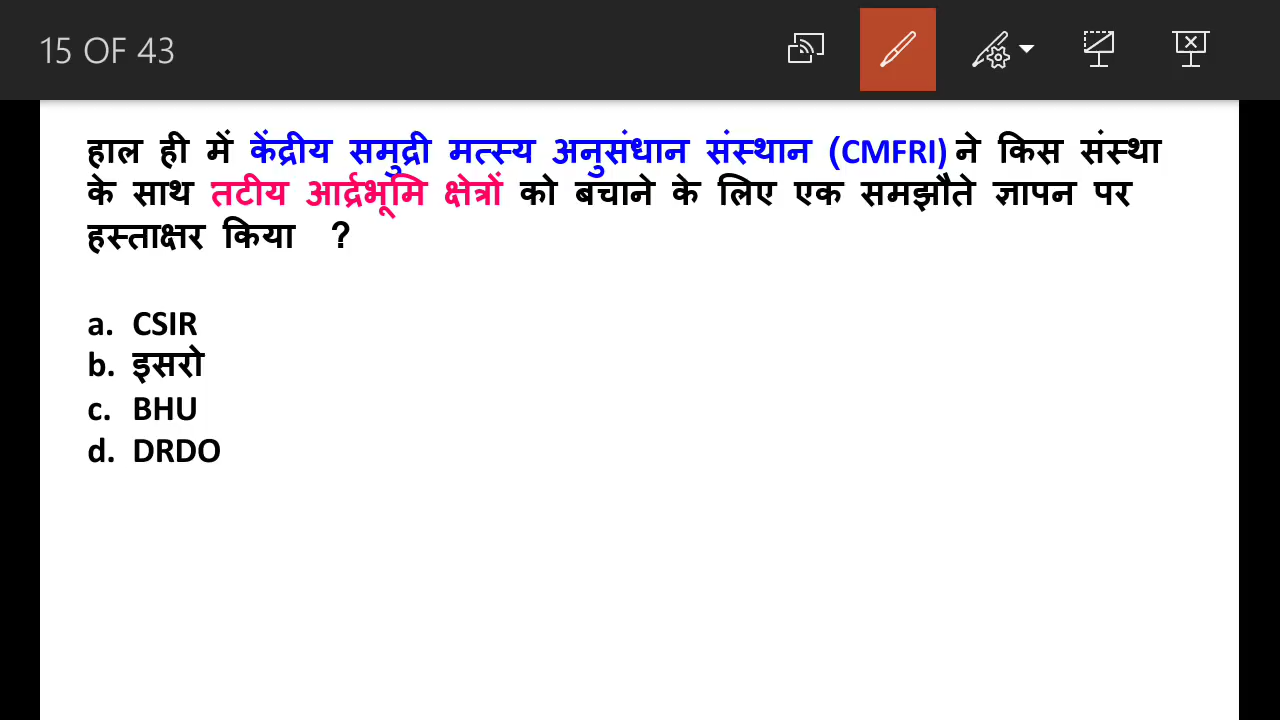 15 OF 43
हाल ही में केंद्रीय समुद्री मत्स्य अनुसंधान संस्थान (CMFRI) ने किस संस्था
के साथ तटीय आर्द्रभूमि क्षेत्रों को बचाने के लिए एक समझौते ज्ञापन पर
हस्ताक्षर किया ?
a. CSIR
b. इसरो
c. BHU
d. DRDO